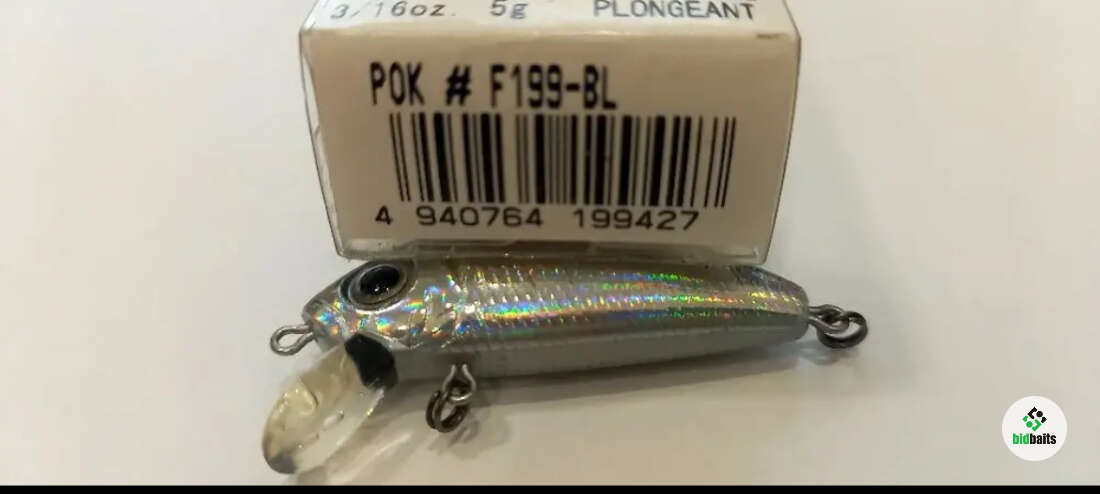 3/16oz. 5g PLONGEANT
POK # F199-BL
4 940764 199427
bidbaits